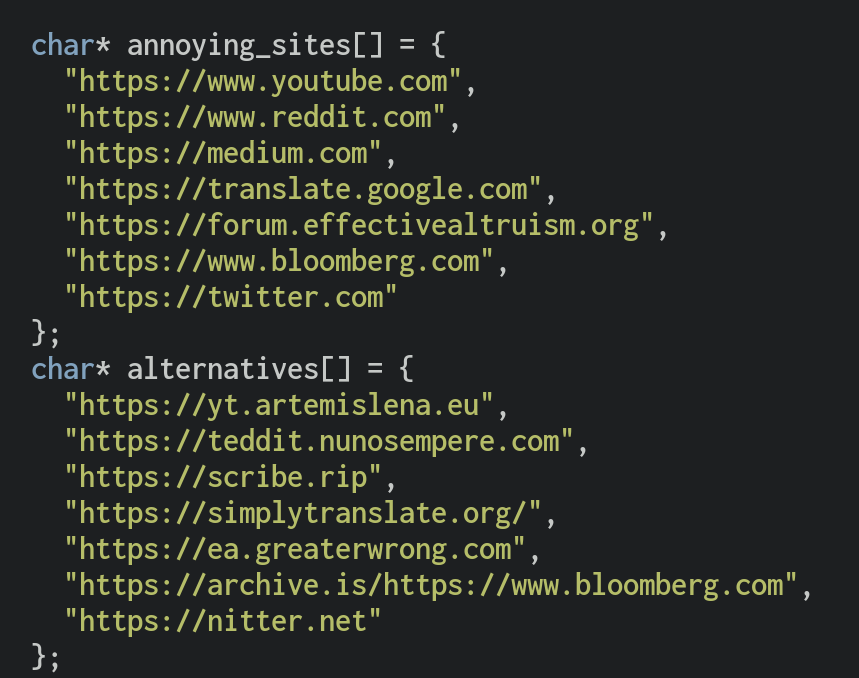 char* annoying_sites[] = {
  "https://www.youtube.com",
  "https://www.reddit.com",
  "https://medium.com",
  "https://translate.google.com",
  "https://forum.effectivealtruism.org",
  "https://www.bloomberg.com",
  "https://twitter.com"
};
char* alternatives[] = {
  "https://yt.artemislena.eu",
  "https://teddit.nunosempere.com",
  "https://scribe.rip",
  "https://simplytranslate.org/",
  "https://ea.greaterwrong.com",
  "https://archive.is/https://www.bloomberg.com",
  "https://nitter.net"
};